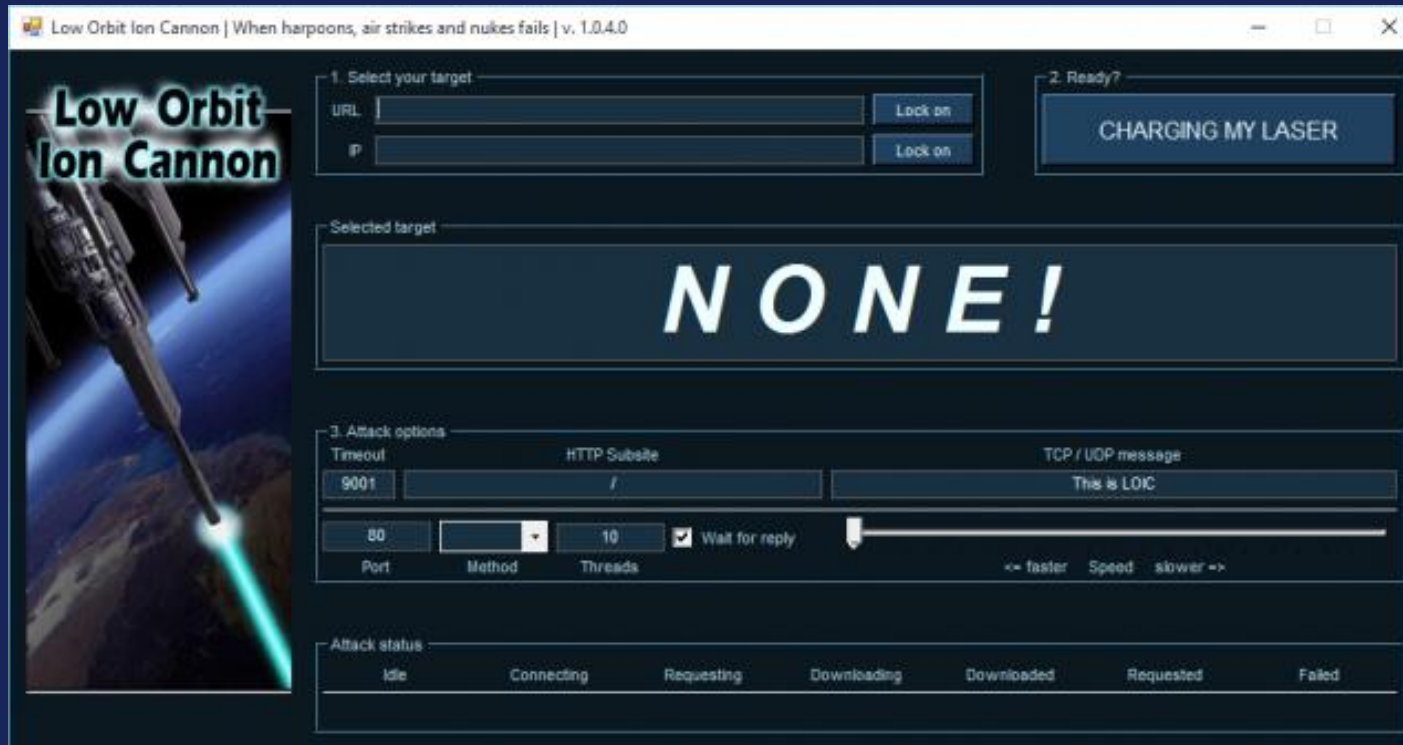 Low Orbit Ion Cannon | When harpoons, air strikes and nukes fails | v. 1.0.4.0
Low Orbit
Ion Cannon
1. Select your target
URL
Lock on
IP
Lock on
2. Ready?
CHARGING MY LASER
Selected target
NONE!
3. Attack options
Timeout HTTP Subsite TCP / UDP message
9001 / This is LOIC
80 10 Wait for reply
Port Method Threads <= faster Speed slower =>
Attack status
Idle Connecting Requesting Downloading Downloaded Requested Failed